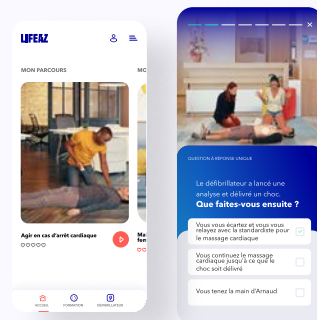 LIFEAZ
MON PARCOURS
MO
Agir en cas d'arrêt cardiaque
Ma
fem
ACCUEIL
FORMATION
DÉFIBRILLATEUR
QUESTION À RÉPONSE UNIQUE
Le défibrillateur a lancé une
analyse et délivré un choc.
Que faites-vous ensuite ?
Vous vous écartez et vous vous
relayez avec la standardiste pour
le massage cardiaque
Vous continuez le massage
cardiaque jusqu'à ce que le
choc soit délivré
Vous tenez la main d'Arnaud